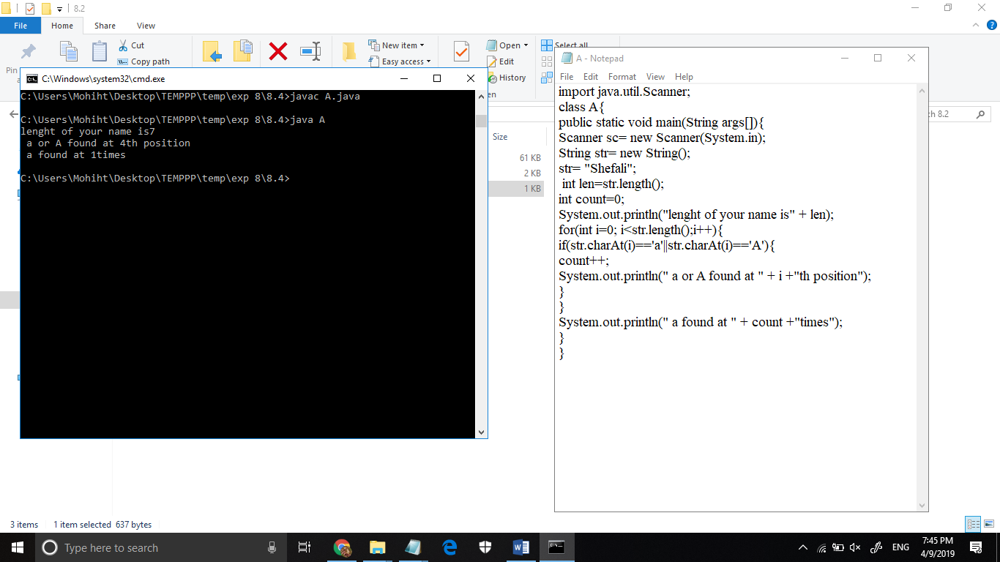 8.2
File Home Share View
Cut
Copy path
New item
Easy access
Open
Edit
History
Select all
Pin
C:\Windows\system32\cmd.exe
C:\Users\Mohiht\Desktop\TEMPPP\temp\exp 8\8.4>javac A.java
C:\Users\Mohiht\Desktop\TEMPPP\temp\exp 8\8.4>java A
lenght of your name is7
a or A found at 4th position
a found at 1times
C:\Users\Mohiht\Desktop\TEMPPP\temp\exp 8\8.4>
Size
61 KB
2 KB
1 KB
A - Notepad
File Edit Format View Help
import java.util.Scanner;
class A{
public static void main(String args[]){
Scanner sc= new Scanner(System.in);
String str= new String();
str= "Shefali";
int len=str.length();
int count=0;
System.out.println("lenght of your name is" + len);
for(int i=0; i<str.length();i++){
if(str.charAt(i)=='a'||str.charAt(i)=='A'){
count++;
System.out.println(" a or A found at " + i +"th position");
}
}
System.out.println(" a found at " + count +"times");
}
}
8.2
3 items 1 item selected 637 bytes
Type here to search
ENG
7:45 PM
4/9/2019